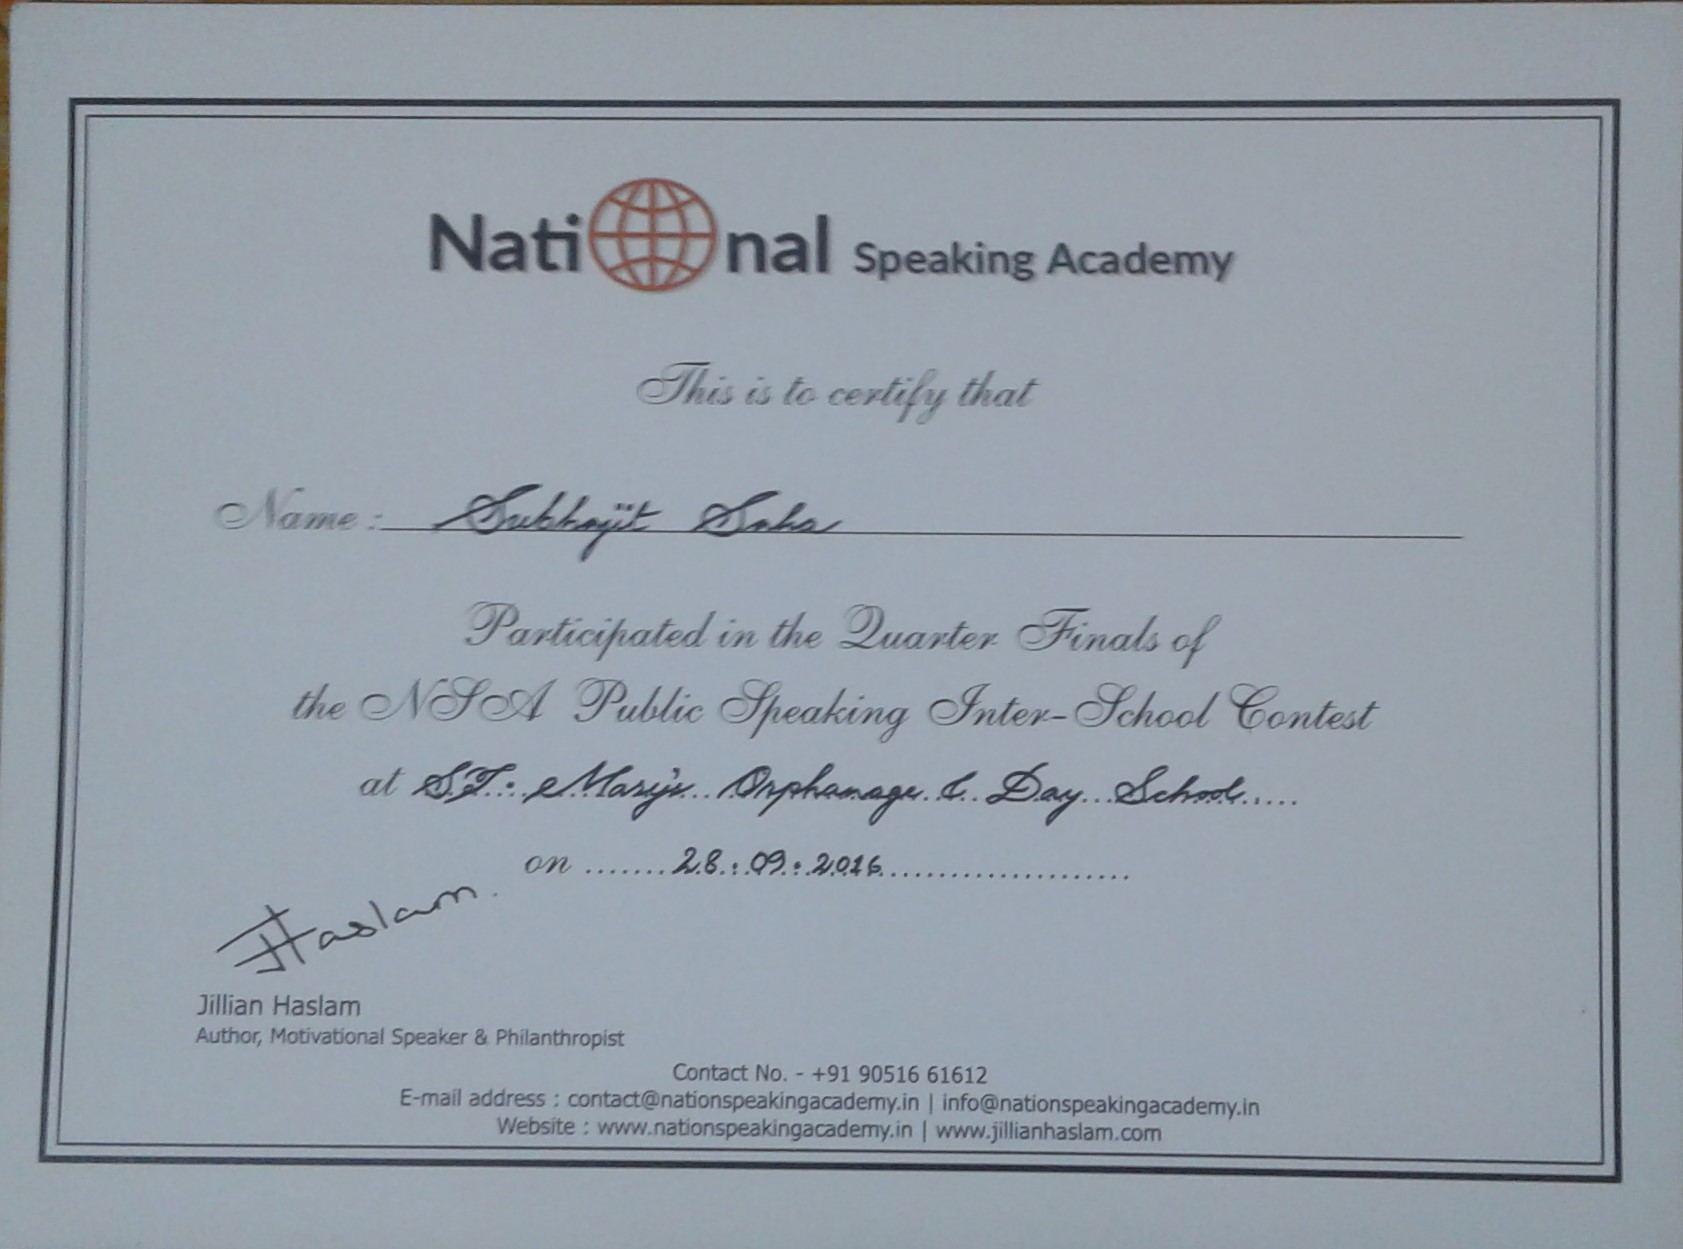 National Speaking Academy
This is to certify that
Name : Subhajit Saha
Participated in the Quarter Finals of
the NSA Public Speaking Inter-School Contest
at ST. Mary's Orphanage & Day School
on ....... 28.09.2016 ......................
JHaslam.
Jillian Haslam
Author, Motivational Speaker & Philanthropist
Contact No. - +91 90516 61612
E-mail address : contact@nationspeakingacademy.in | info@nationspeakingacademy.in
Website : www.nationspeakingacademy.in | www.jillianhaslam.com